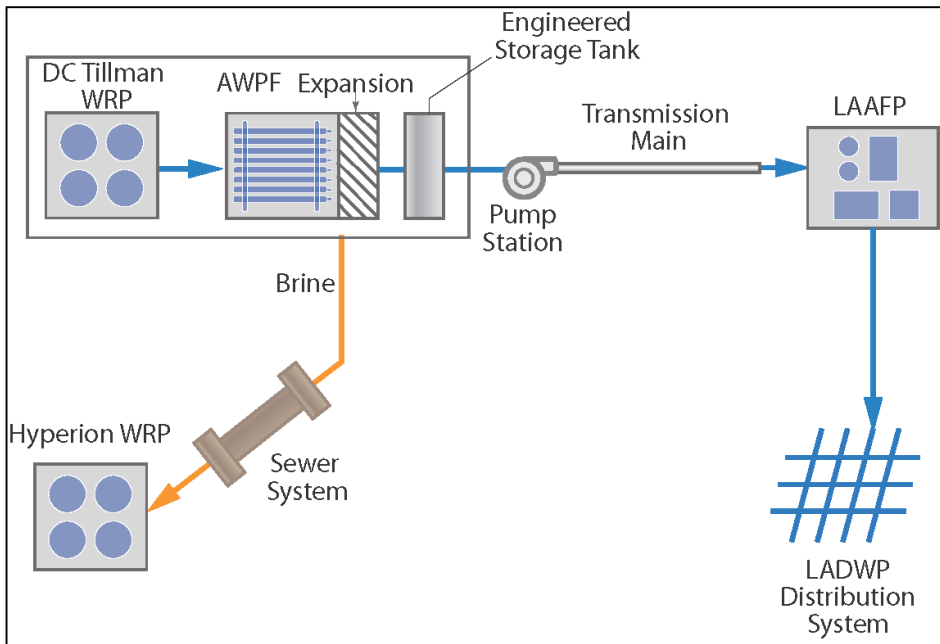 Engineered
Storage Tank
DC Tillman
WRP
AWPF
Expansion
LAAFP
Transmission
Main
Pump
Station
Brine
Hyperion WRP
Sewer
System
LADWP
Distribution
System